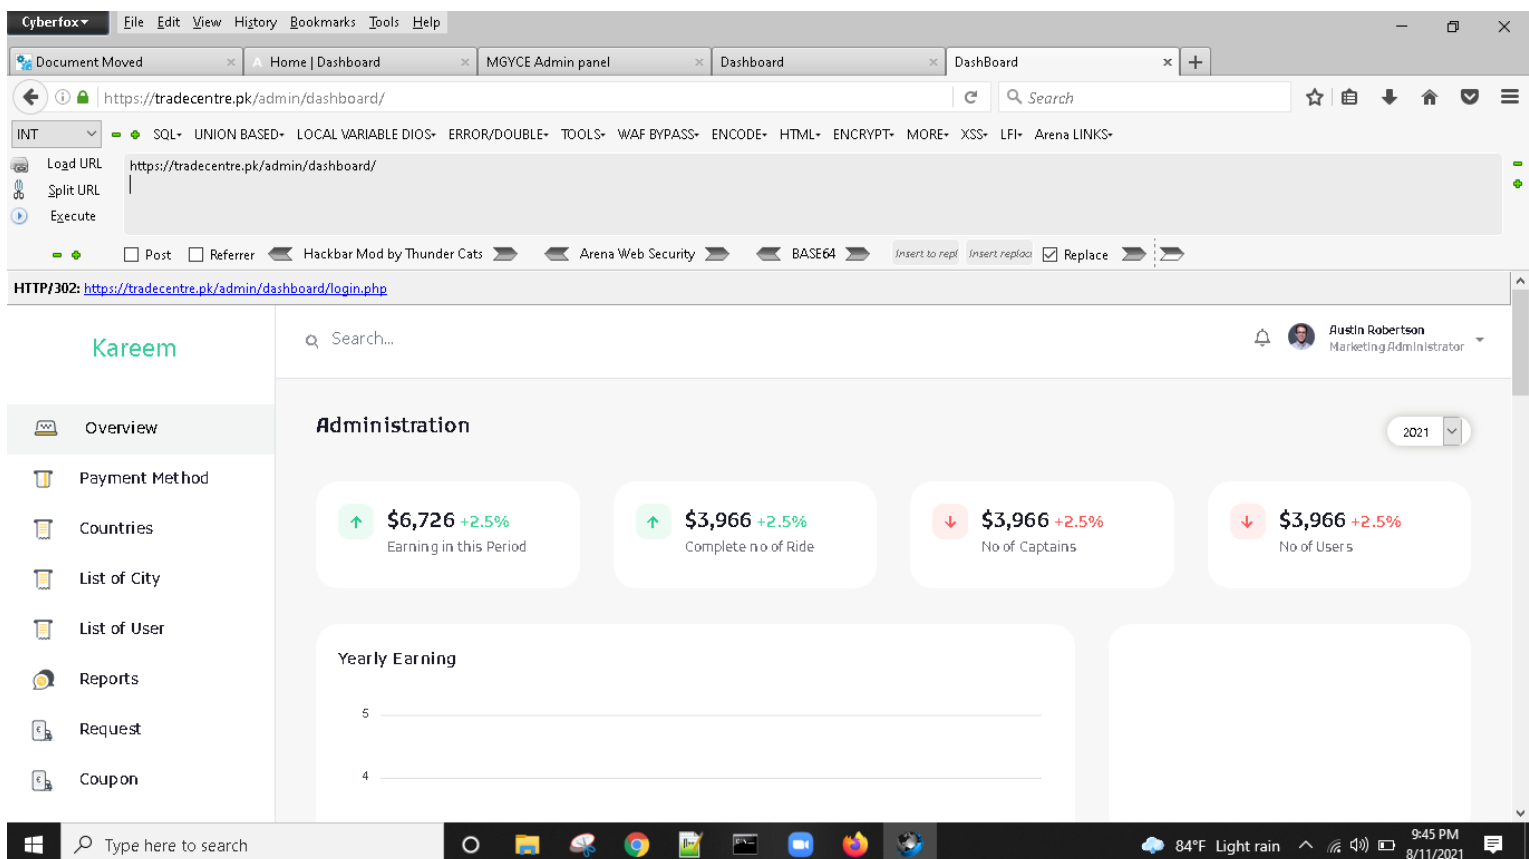 Cyberfox File Edit View History Bookmarks Tools Help
Document Moved Home | Dashboard MGYCE Admin panel Dashboard DashBoard
https://tradecentre.pk/admin/dashboard/ Search
INT SQL UNION BASED LOCAL VARIABLE DIOS ERROR/DOUBLE TOOLS WAF BYPASS ENCODE HTML ENCRYPT MORE XSS LFI Arena LINKS
Load URL https://tradecentre.pk/admin/dashboard/
Split URL
Execute
Post Referrer Hackbar Mod by Thunder Cats Arena Web Security BASE64 Insert to repl Insert replac Replace
HTTP/302: https://tradecentre.pk/admin/dashboard/login.php
Kareem
Search...
Austin Robertson
Marketing Administrator
Overview
Payment Method
Countries
List of City
List of User
Reports
Request
Coupon
Administration
2021
$6,726 +2.5%
Earning in this Period
$3,966 +2.5%
Complete no of Ride
$3,966 +2.5%
No of Captains
$3,966 +2.5%
No of Users
Yearly Earning
5
4
Type here to search
84°F Light rain
9:45 PM
8/11/2021